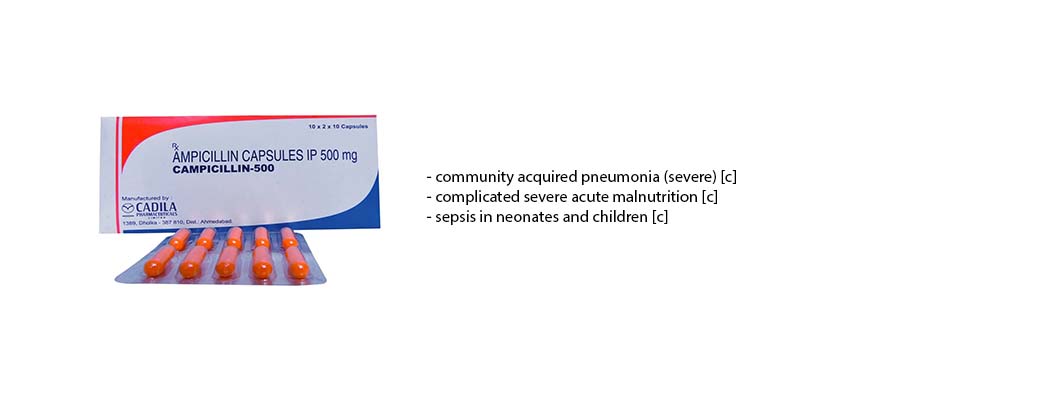 10 x 2 x 10 Capsules
Rx
AMPICILLIN CAPSULES IP 500 mg
CAMPICILLIN-500
Manufactured by :
CADILA
PHARMACEUTICALS
LIMITED
1389, Dholka - 387 810, Dist.: Ahmedabad.
- community acquired pneumonia (severe) [c]
- complicated severe acute malnutrition [c]
- sepsis in neonates and children [c]